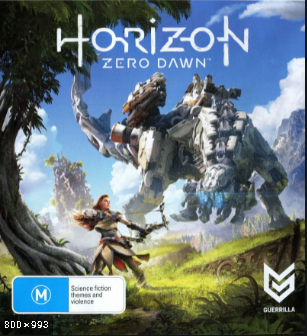 HORIZON
ZERO DAWN™
M
Science fiction
themes and
violence
GUERRILLA
800×993